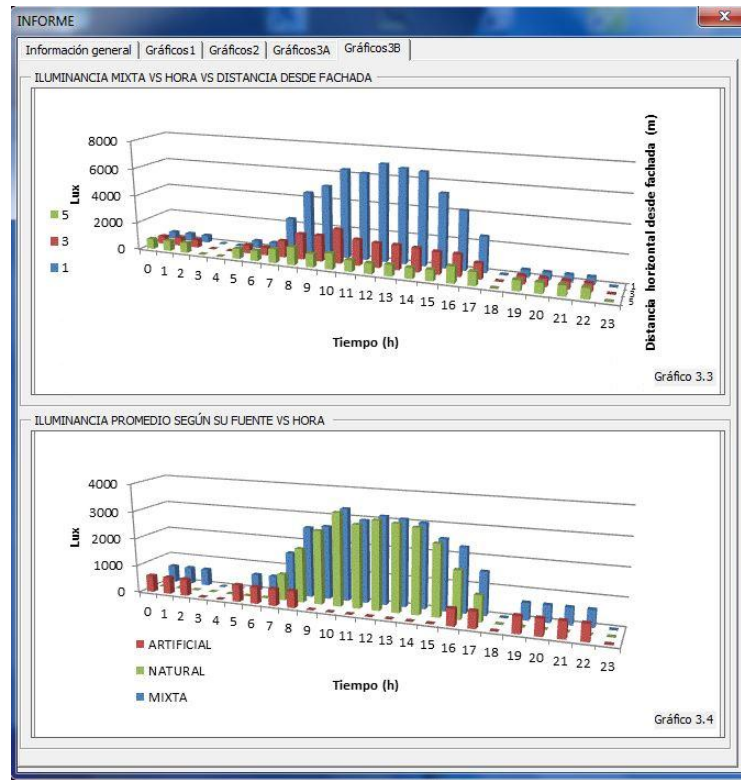 INFORME
Información general Gráficos1 Gráficos2 Gráficos3A Gráficos3B
ILUMINANCIA MIXTA VS HORA VS DISTANCIA DESDE FACHADA
8000
6000
4000
2000
0
Lux
5
3
1
0 1 2 3 4 5 6 7 8 9 10 11 12 13 14 15 16 17 18 19 20 21 22 23
Tiempo (h)
Distancia horizontal desde fachada (m)
Gráfico 3.3
ILUMINANCIA PROMEDIO SEGÚN SU FUENTE VS HORA
4000
3000
2000
1000
0
Lux
0 1 2 3 4 5 6 7 8 9 10 11 12 13 14 15 16 17 18 19 20 21 22 23
ARTIFICIAL
NATURAL
MIXTA
Tiempo (h)
Gráfico 3.4